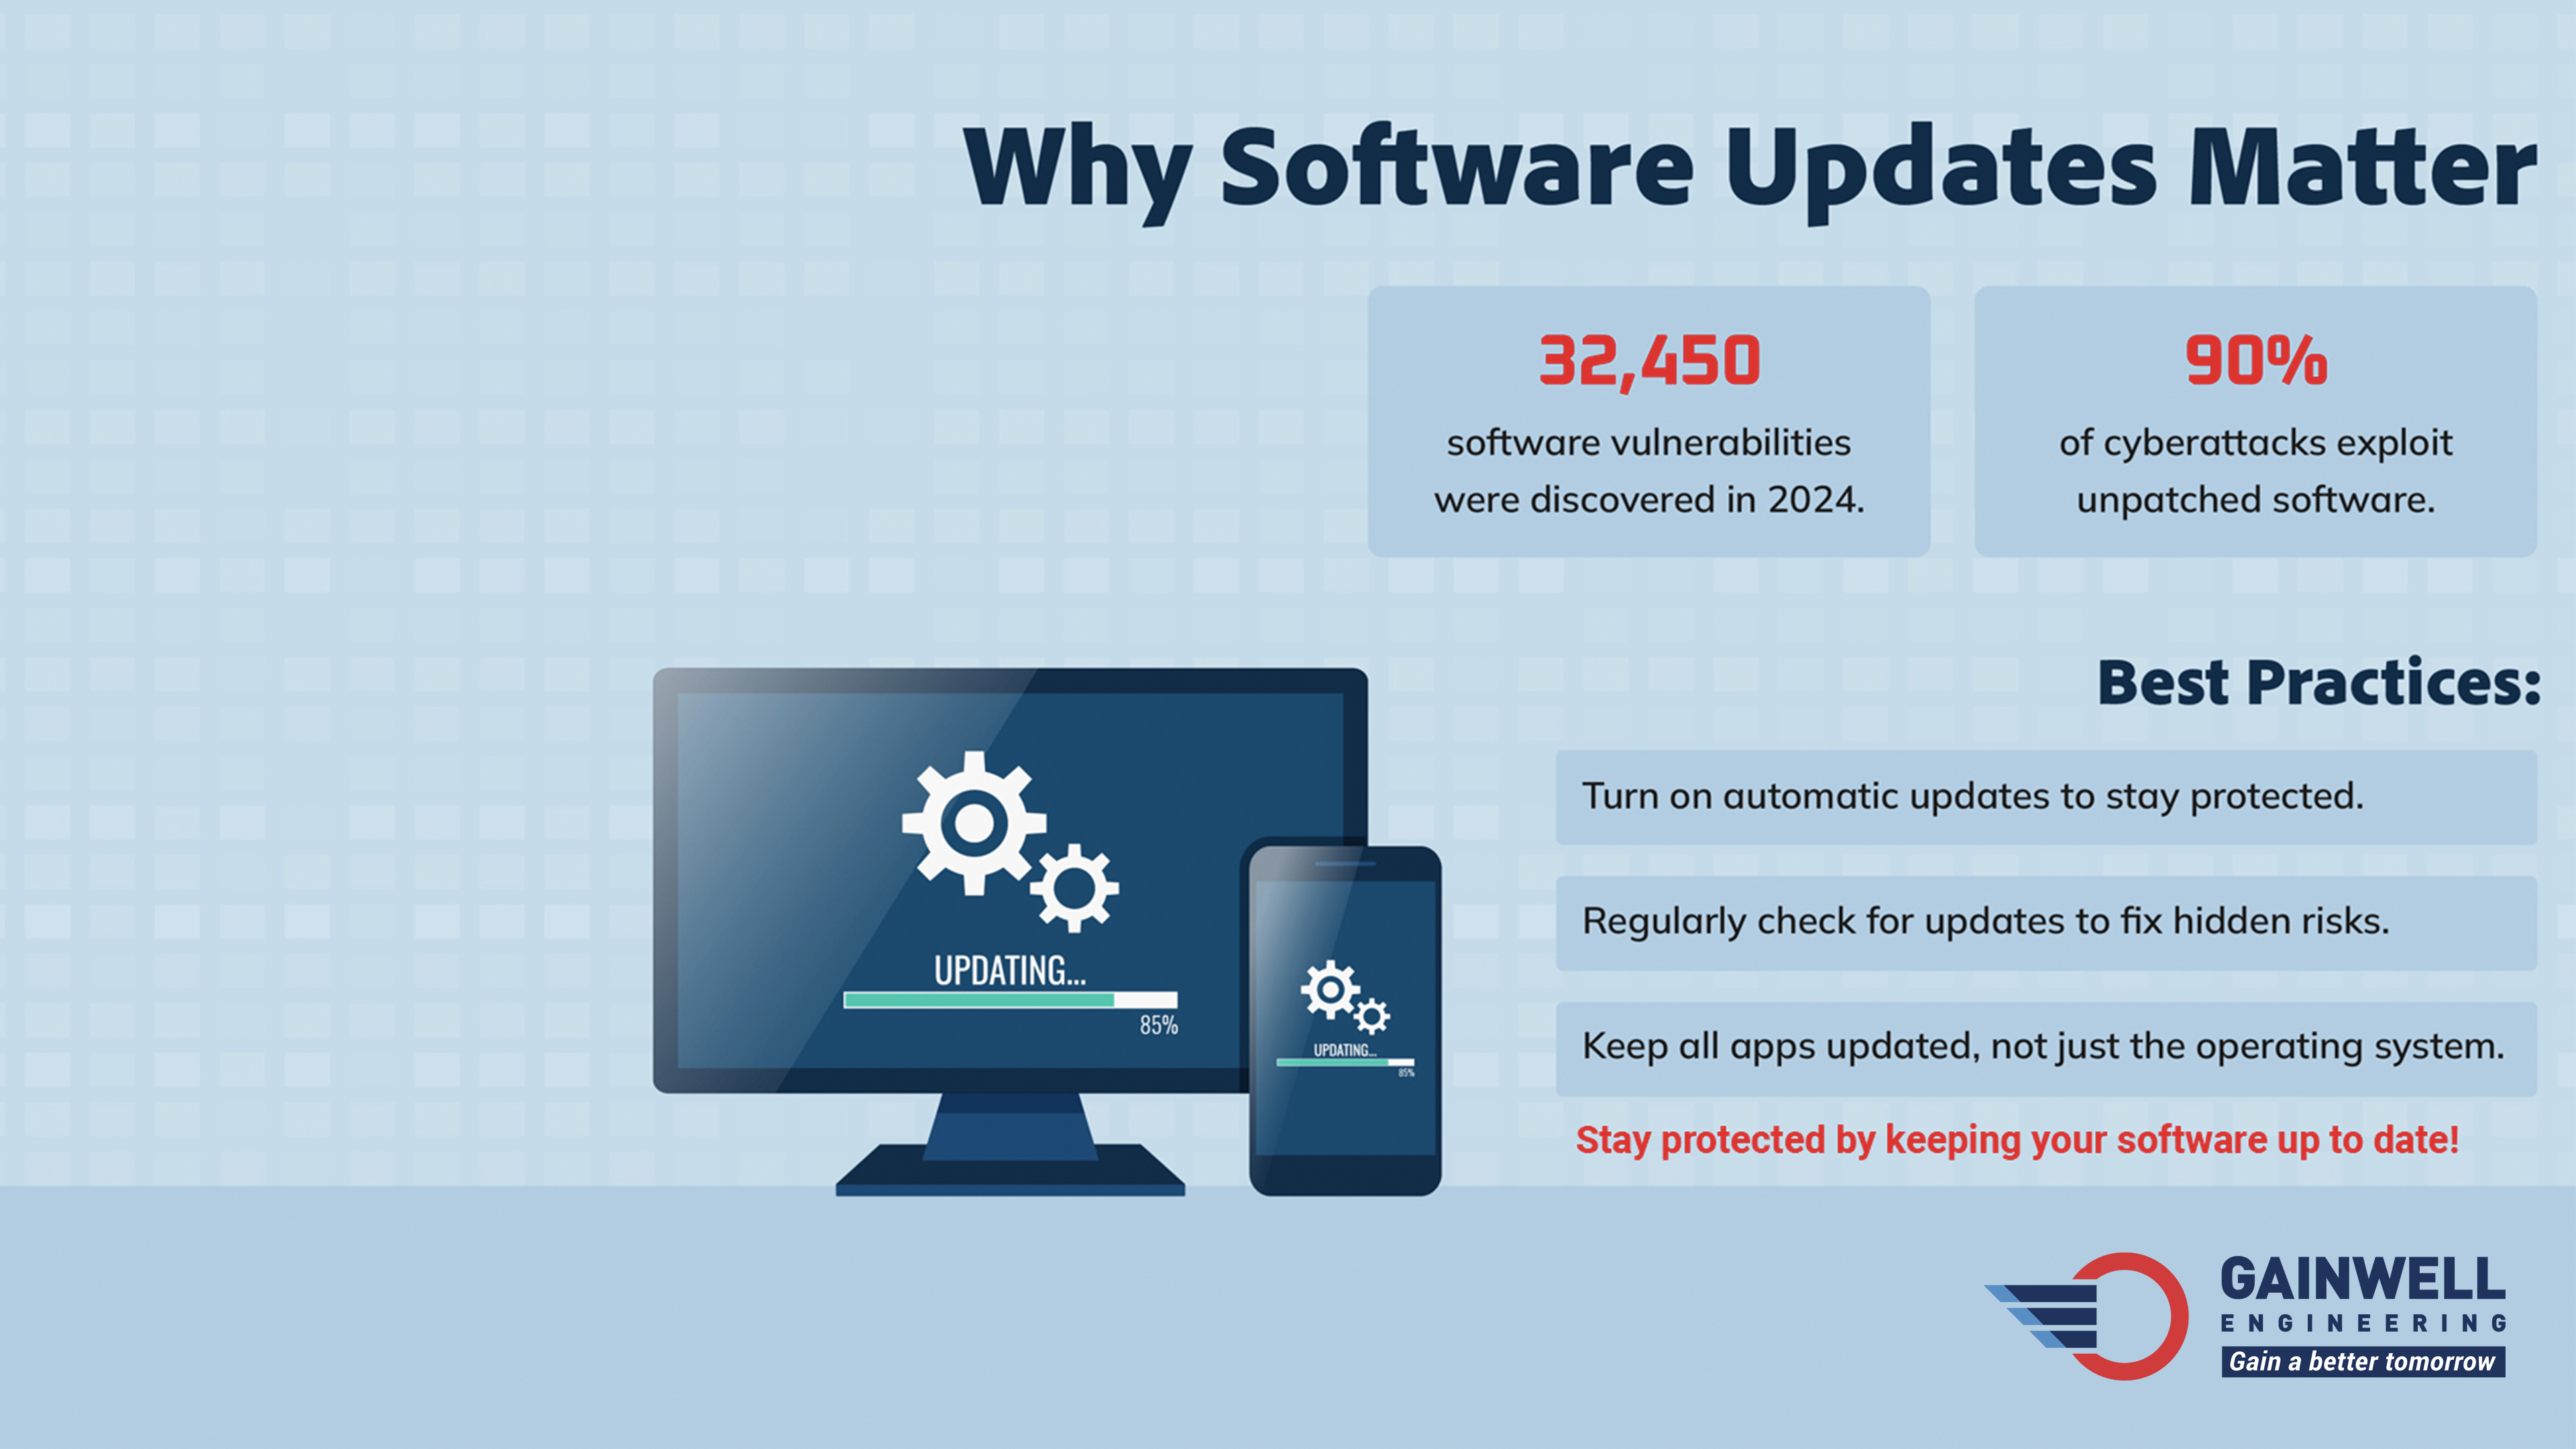 Why Software Updates Matter
32,450
software vulnerabilities
were discovered in 2024.
90%
of cyberattacks exploit
unpatched software.
UPDATING...
85%
UPDATING...
85%
Best Practices:
Turn on automatic updates to stay protected.
Regularly check for updates to fix hidden risks.
Keep all apps updated, not just the operating system.
Stay protected by keeping your software up to date!
GAINWELL
ENGINEERING
Gain a better tomorrow